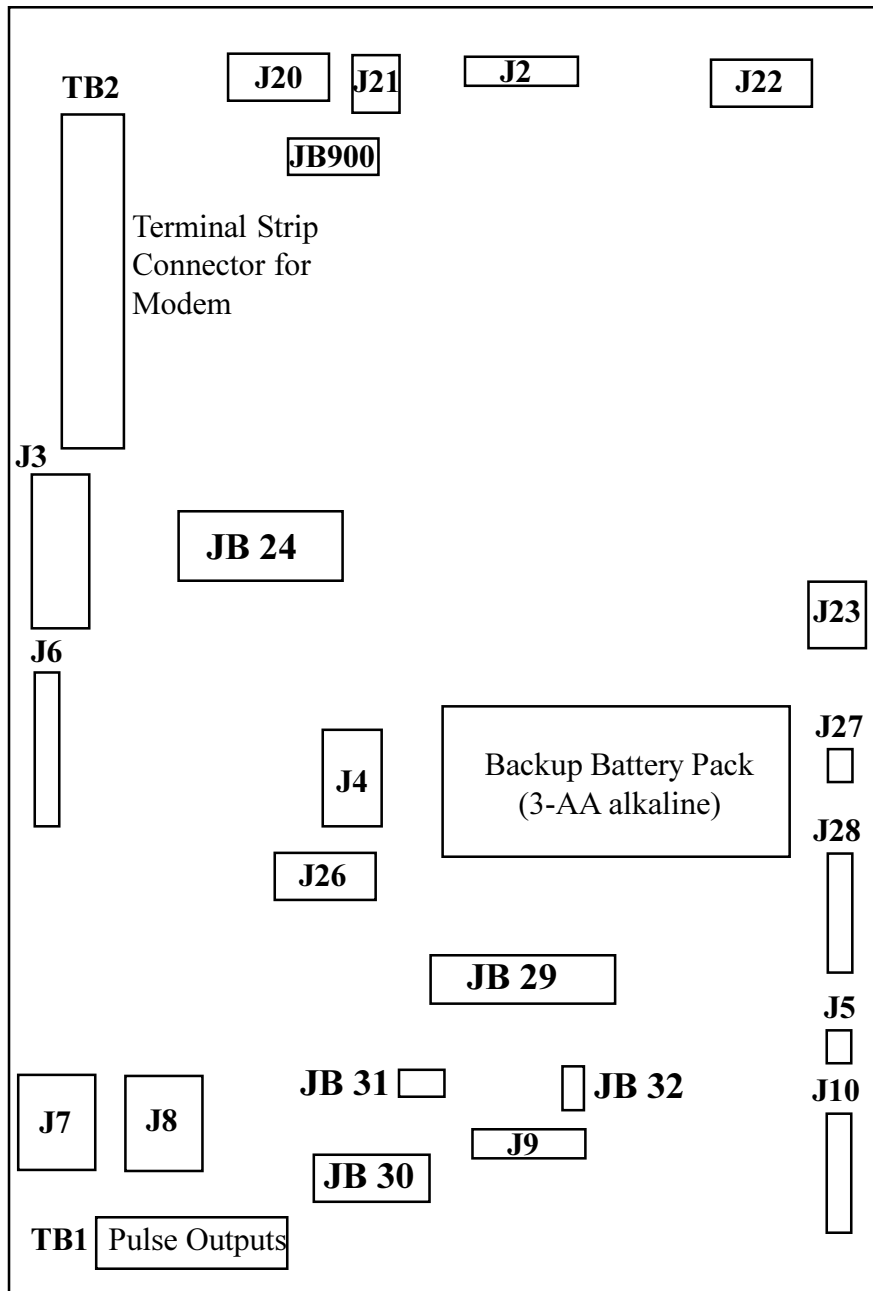 J20
J21
J2
J22
TB2
JB900
Terminal Strip
Connector for
Modem
J3
JB 24
J23
J6
J27
J4
Backup Battery Pack
(3-AA alkaline)
J28
J26
JB 29
J5
JB 31
JB 32
J10
J7
J8
J9
JB 30
TB1
Pulse Outputs